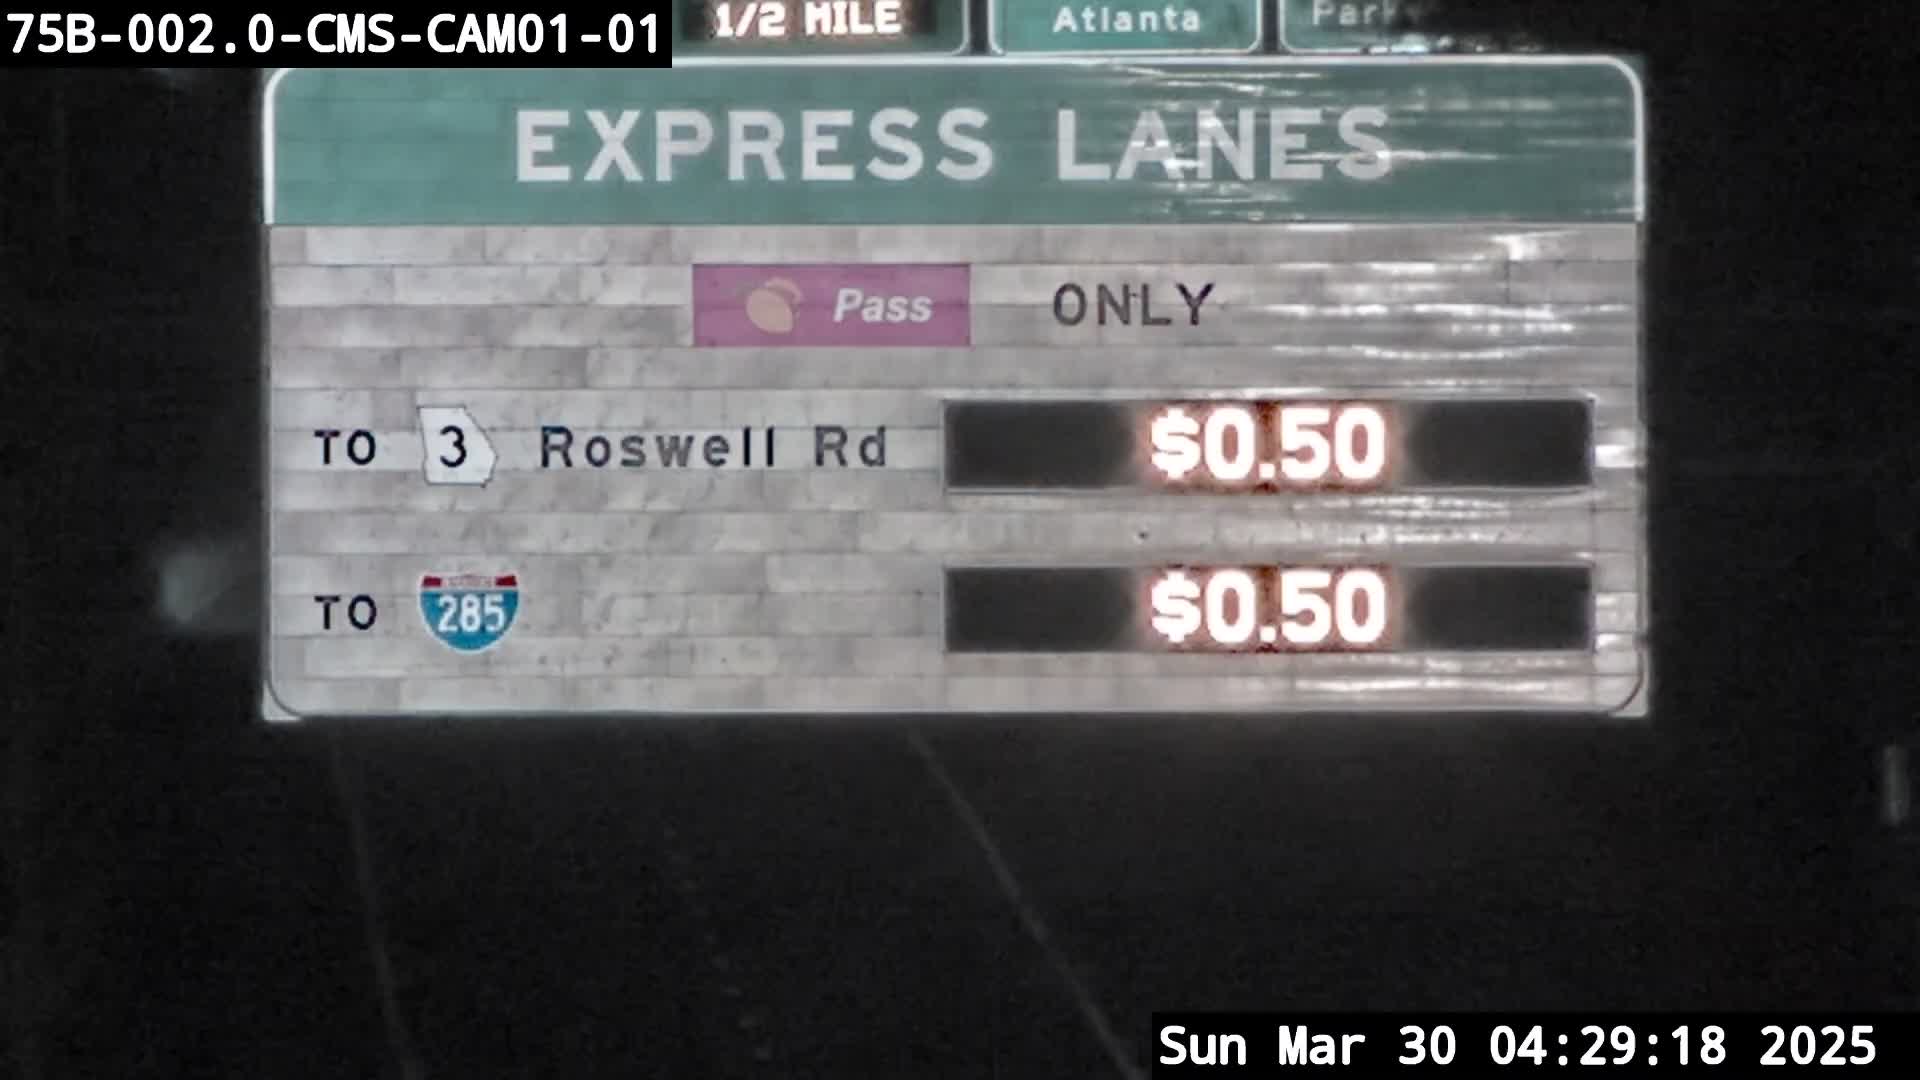 75B-002.0-CMS-CAM01-01
1/2 MILE
Atlanta
EXPRESS LANES
Pass ONLY
TO 3 Roswell Rd $0.50
TO 285 $0.50
Sun Mar 30 04:29:18 2025